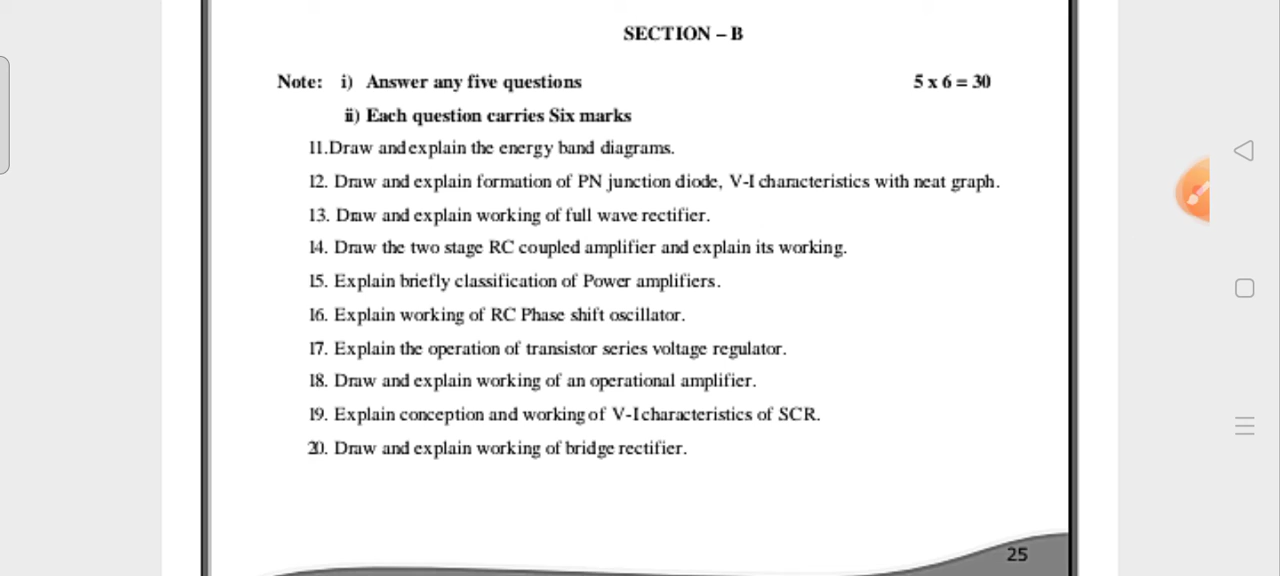 SECTION – B
Note: i) Answer any five questions 5 x 6 = 30
ii) Each question carries Six marks
11.Draw and explain the energy band diagrams.
12. Draw and explain formation of PN junction diode, V-I characteristics with neat graph.
13. Draw and explain working of full wave rectifier.
14. Draw the two stage RC coupled amplifier and explain its working.
15. Explain briefly classification of Power amplifiers.
16. Explain working of RC Phase shift oscillator.
17. Explain the operation of transistor series voltage regulator.
18. Draw and explain working of an operational amplifier.
19. Explain conception and working of V-Icharacteristics of SCR.
20. Draw and explain working of bridge rectifier.
25